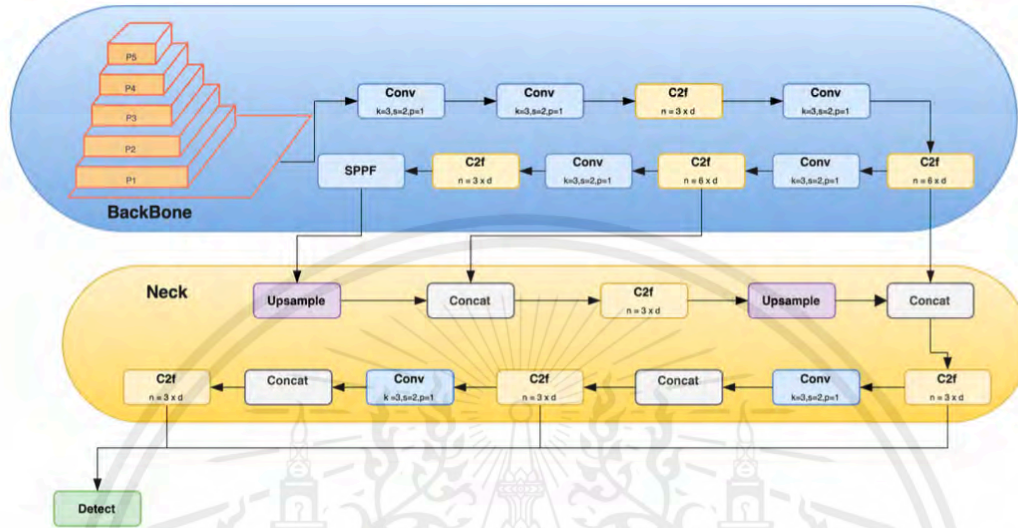 P5
P4
P3
P2
P1
BackBone
Conv
k=3,s=2,p=1
Conv
k=3,s=2,p=1
C2f
n = 3 x d
Conv
k=3,s=2,p=1
SPPF
C2f
n = 3 x d
Conv
k=3,s=2,p=1
C2f
n = 6 x d
Conv
k=3,s=2,p=1
C2f
n = 6 x d
Neck
Upsample
Concat
C2f
n = 3 x d
Upsample
Concat
C2f
n = 3 x d
Concat
Conv
k =3,s=2,p=1
C2f
n = 3 x d
Concat
Conv
k=3,s=2,p=1
C2f
n = 3 x d
Detect